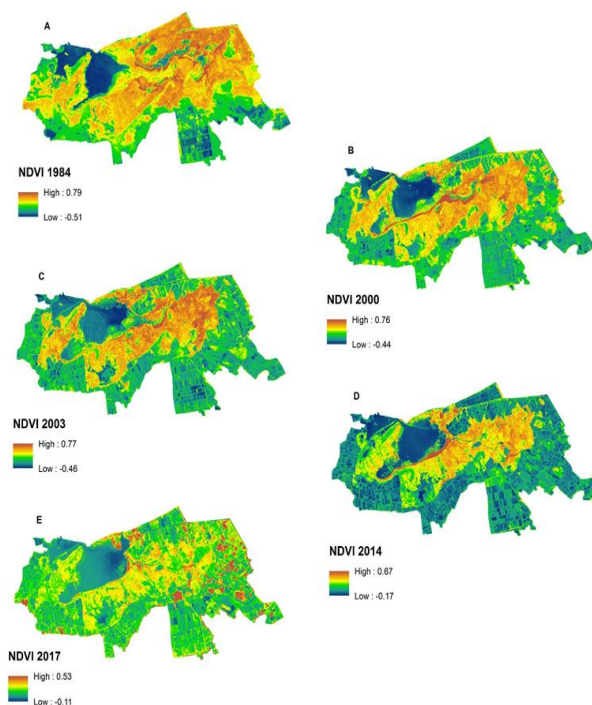 A
NDVI 1984
High : 0.79
Low : -0.51
B
NDVI 2000
High : 0.76
Low : -0.44
C
NDVI 2003
High : 0.77
Low : -0.46
D
NDVI 2014
High : 0.67
Low : -0.17
E
NDVI 2017
High : 0.53
Low : -0.11